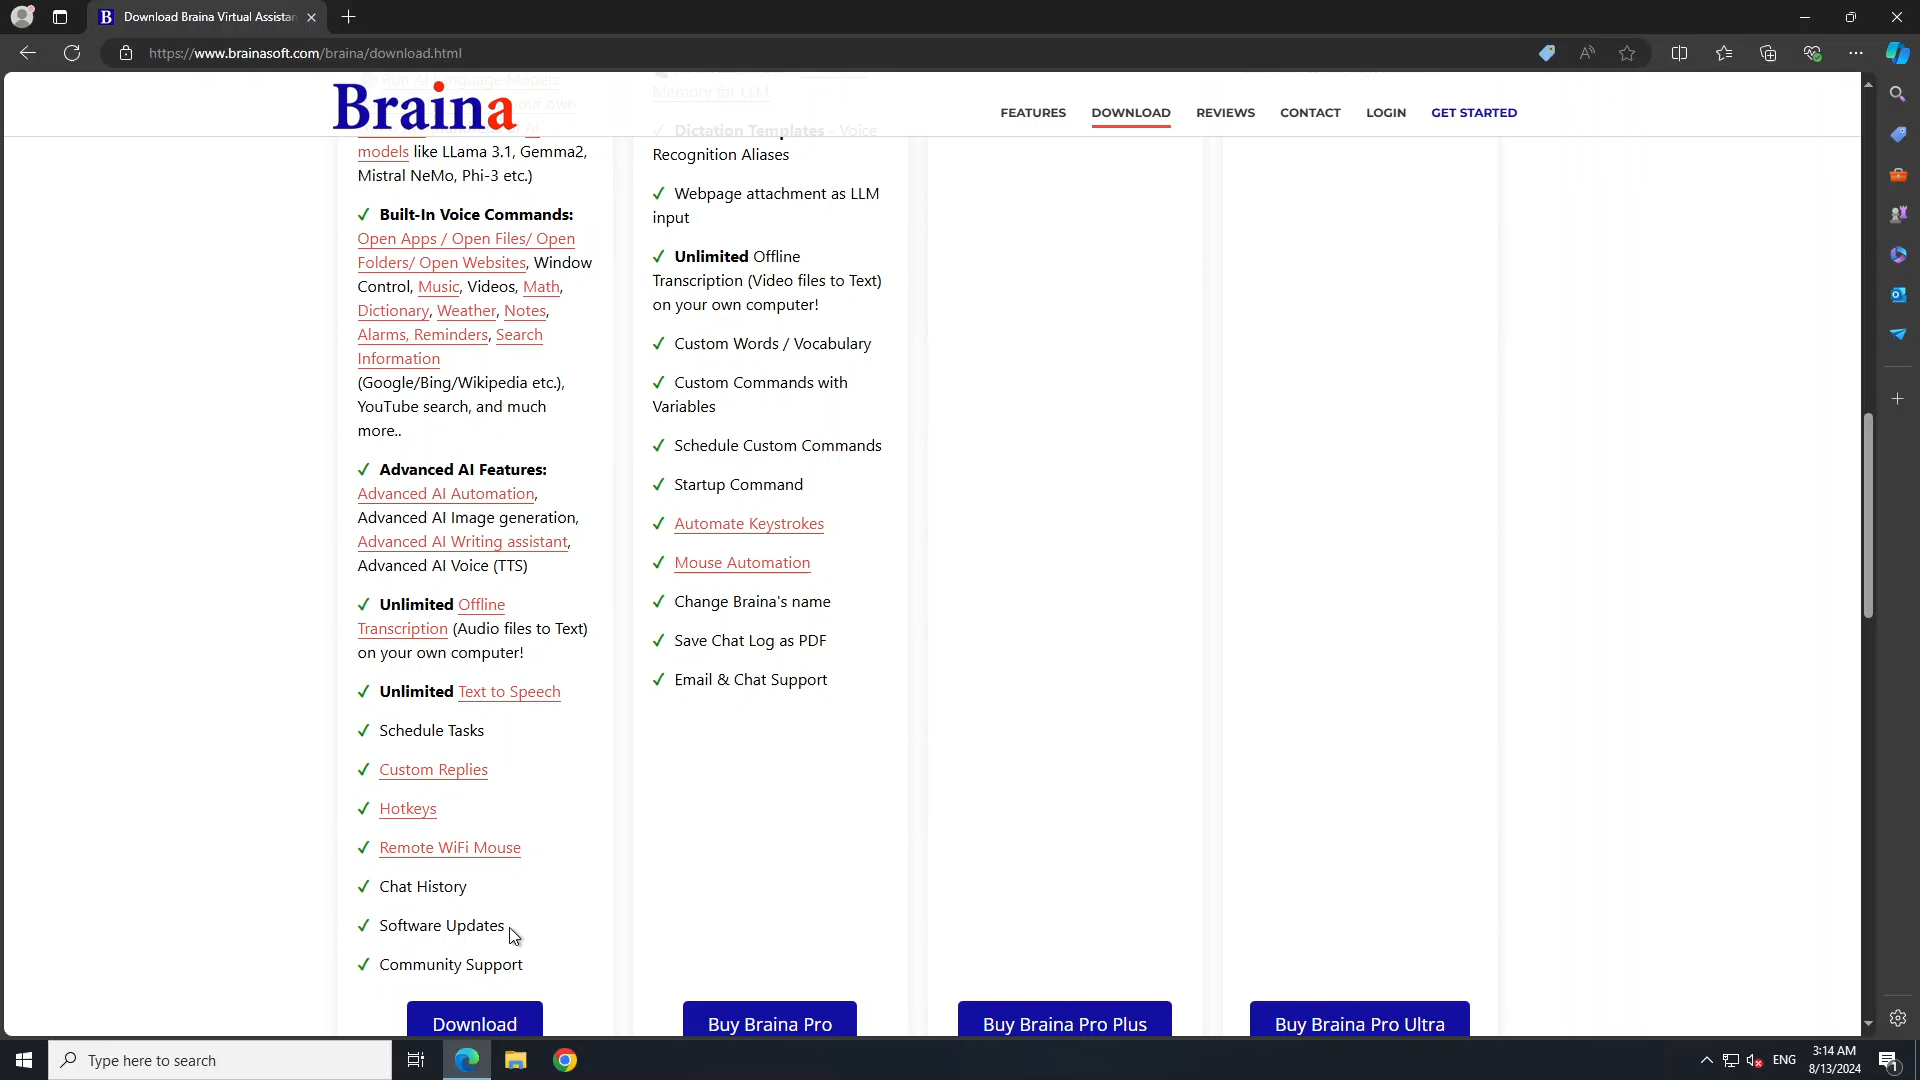 B Download Braina Virtual Assistan
https://www.brainasoft.com/braina/download.html
Run AI Language Models
your own
Memory for LLM
Braina
FEATURES DOWNLOAD REVIEWS CONTACT LOGIN GET STARTED
models like LLama 3.1, Gemma2,
Mistral NeMo, Phi-3 etc.)
✓ Built-In Voice Commands:
Open Apps / Open Files/ Open
Folders/ Open Websites, Window
Control, Music, Videos, Math,
Dictionary, Weather, Notes,
Alarms, Reminders, Search
Information
(Google/Bing/Wikipedia etc.),
YouTube search, and much
more..
✓ Advanced AI Features:
Advanced AI Automation,
Advanced AI Image generation,
Advanced AI Writing assistant,
Advanced AI Voice (TTS)
✓ Unlimited Offline
Transcription (Audio files to Text)
on your own computer!
✓ Unlimited Text to Speech
✓ Schedule Tasks
✓ Custom Replies
✓ Hotkeys
✓ Remote WiFi Mouse
✓ Chat History
✓ Software Updates
✓ Community Support
Download
✓ Dictation Templates - Voice
Recognition Aliases
✓ Webpage attachment as LLM
input
✓ Unlimited Offline
Transcription (Video files to Text)
on your own computer!
✓ Custom Words / Vocabulary
✓ Custom Commands with
Variables
✓ Schedule Custom Commands
✓ Startup Command
✓ Automate Keystrokes
✓ Mouse Automation
✓ Change Braina's name
✓ Save Chat Log as PDF
✓ Email & Chat Support
Buy Braina Pro
Buy Braina Pro Plus
Buy Braina Pro Ultra
Type here to search
ENG
3:14 AM
8/13/2024
1